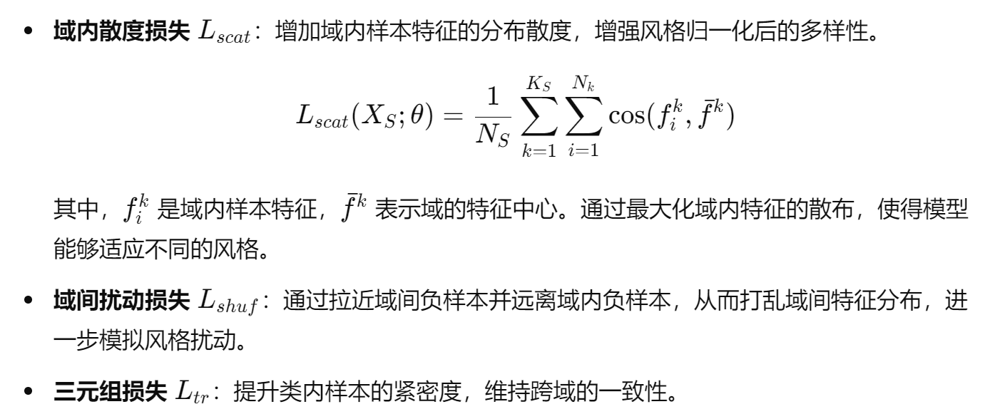 • 域内散度损失 $L_{scat}$：增加域内样本特征的分布散度，增强风格归一化后的多样性。
$$L_{scat}(X_S;\theta) = \frac{1}{N_S} \sum_{k=1}^{K_S} \sum_{i=1}^{N_k} \cos(f_i^k, \bar{f}^k)$$
其中，$f_i^k$ 是域内样本特征，$\bar{f}^k$ 表示域的特征中心。通过最大化域内特征的散布，使得模型
能够适应不同的风格。
• 域间扰动损失 $L_{shuf}$：通过拉近域间负样本并远离域内负样本，从而打乱域间特征分布，进
一步模拟风格扰动。
• 三元组损失 $L_{tr}$：提升类内样本的紧密度，维持跨域的一致性。